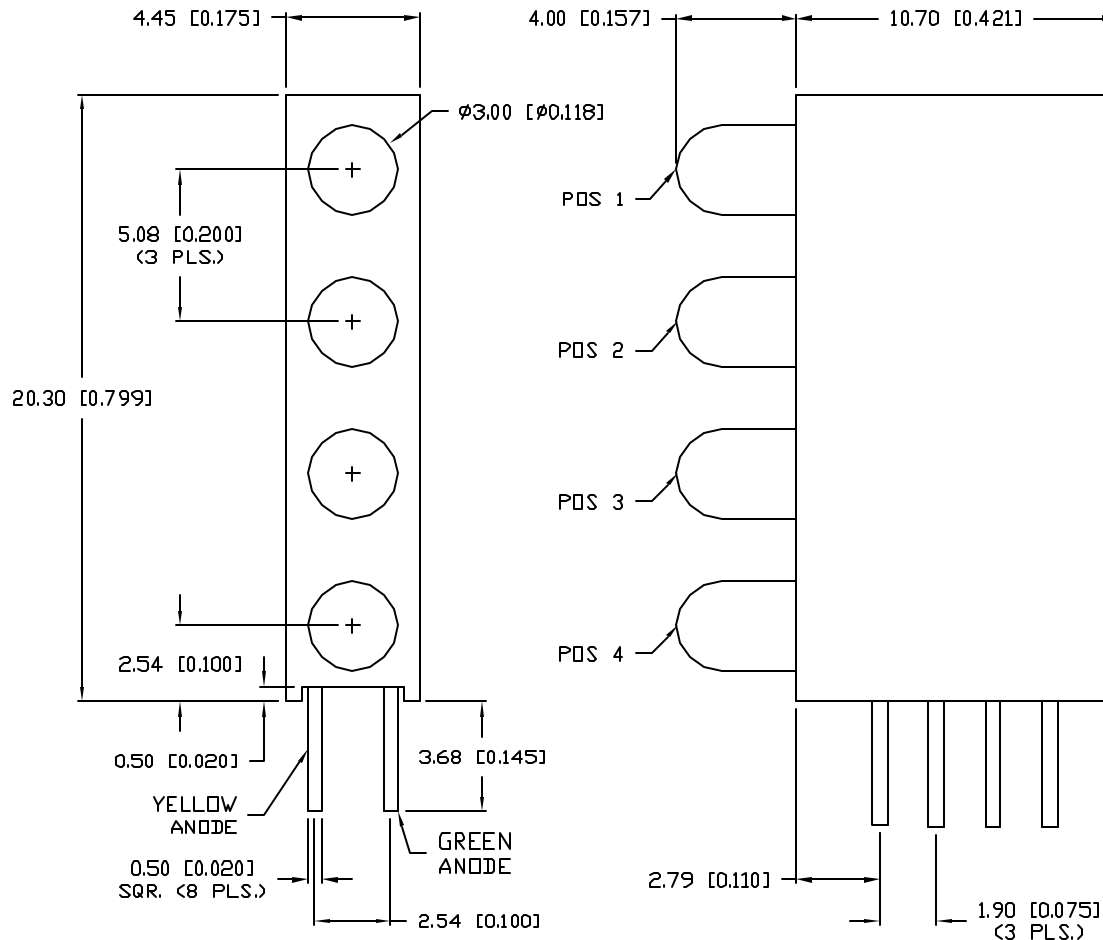 4.45 [0.175]
4.00 [0.157]
10.70 [0.421]
ø3.00 [ø0.118]
POS 1
5.08 [0.200]
(3 PLS.)
POS 2
20.30 [0.799]
POS 3
POS 4
2.54 [0.100]
0.50 [0.020]
3.68 [0.145]
YELLOW
ANODE
GREEN
ANODE
0.50 [0.020]
SQR. (8 PLS.)
2.79 [0.110]
2.54 [0.100]
1.90 [0.075]
(3 PLS.)